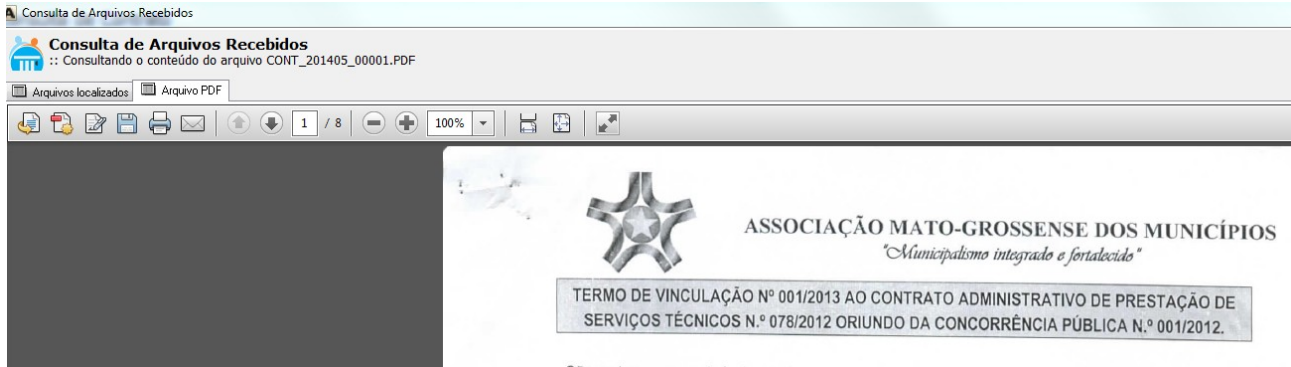 Consulta de Arquivos Recebidos
Consulta de Arquivos Recebidos
:: Consultando o conteúdo do arquivo CONT_201405_00001.PDF
Arquivos localizados Arquivo PDF
1 / 8 100%
ASSOCIAÇÃO MATO-GROSSENSE DOS MUNICÍPIOS
"Municipalismo integrado e fortalecido"
TERMO DE VINCULAÇÃO Nº 001/2013 AO CONTRATO ADMINISTRATIVO DE PRESTAÇÃO DE
SERVIÇOS TÉCNICOS N.º 078/2012 ORIUNDO DA CONCORRÊNCIA PÚBLICA N.º 001/2012.